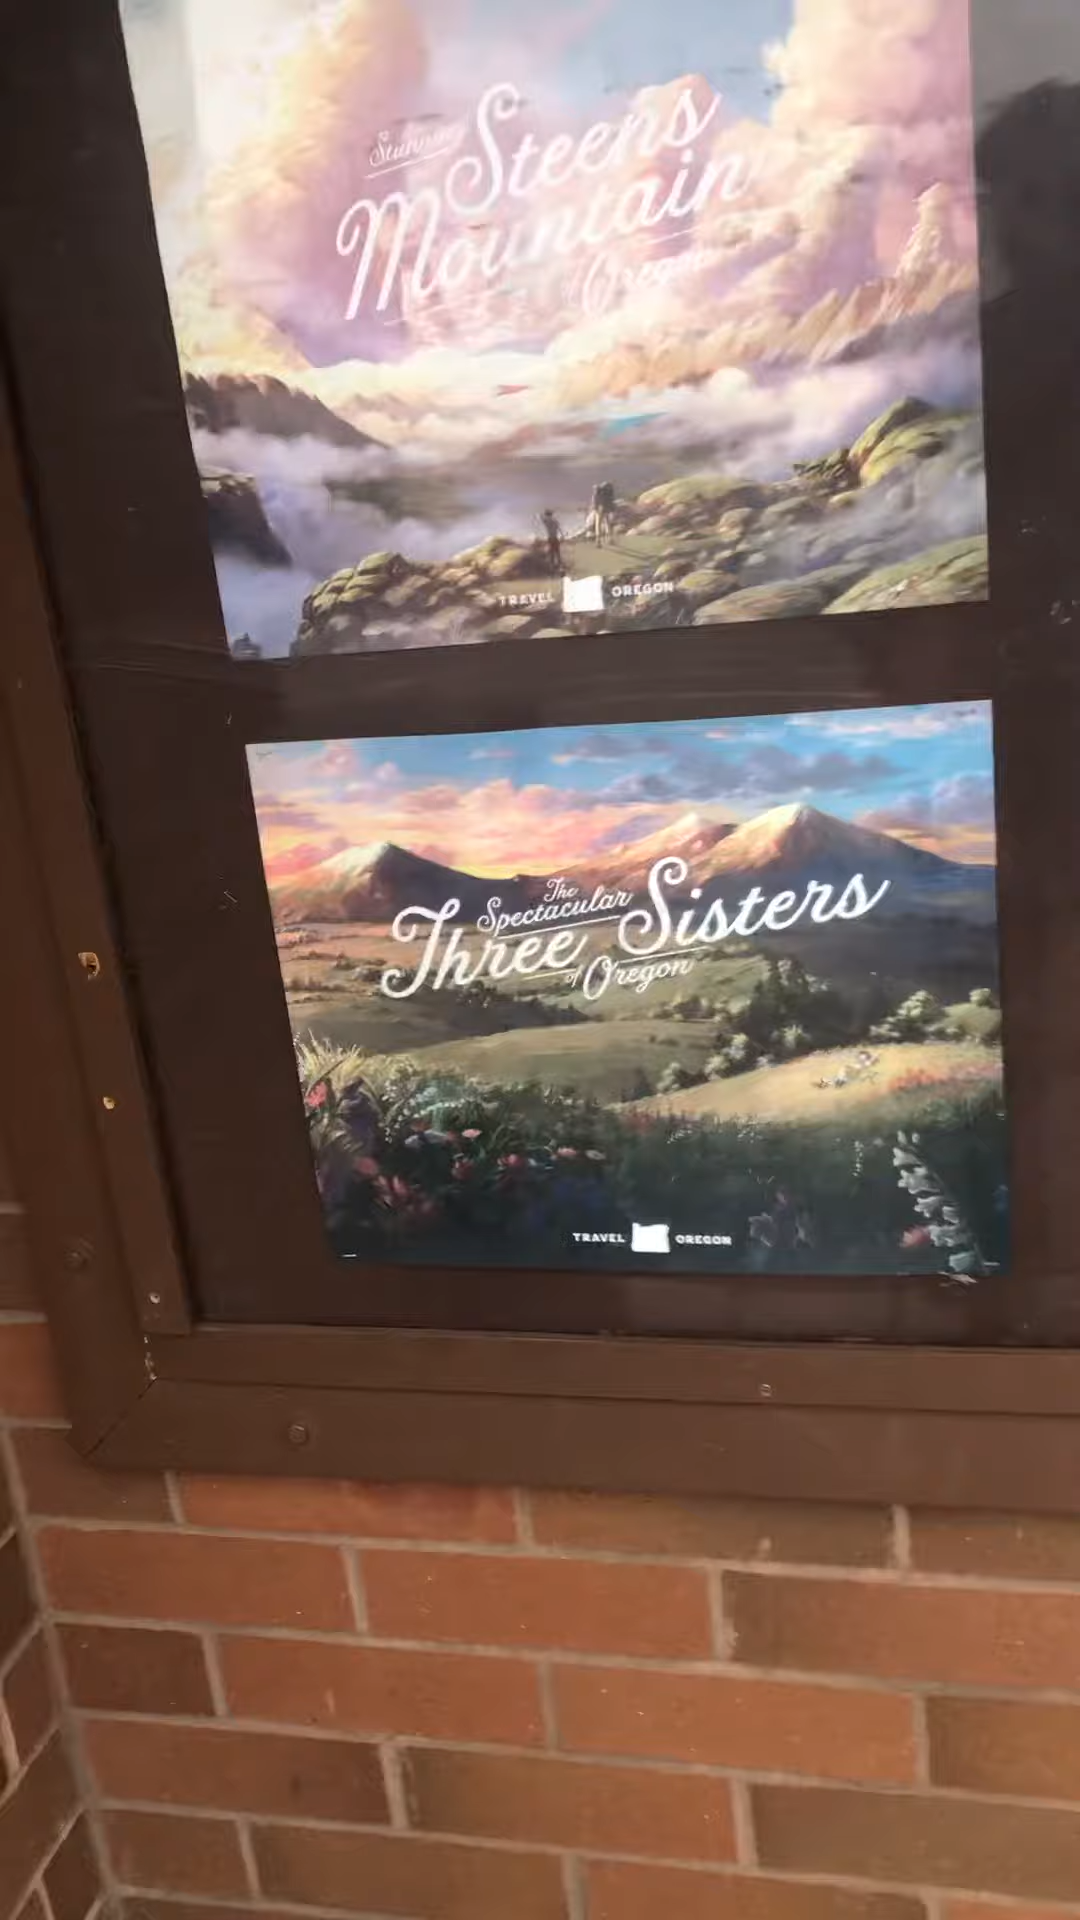 Stunning
Steens
Mountain
of Oregon
TRAVEL OREGON
The
Spectacular
Three Sisters
of Oregon
TRAVEL OREGON